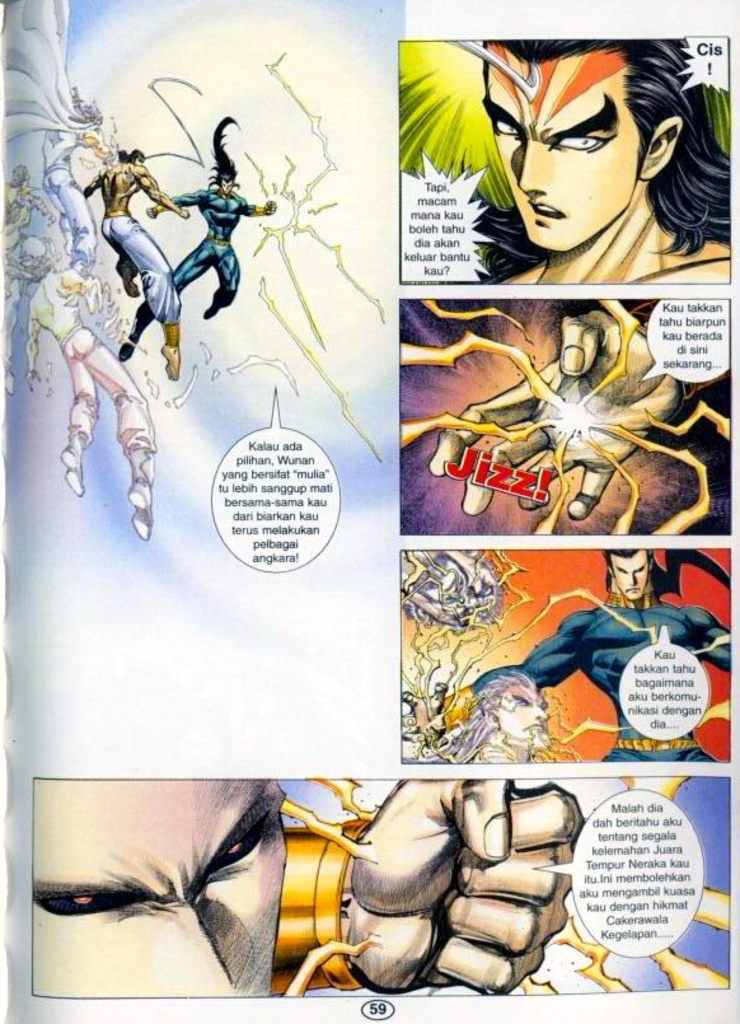 Kalau ada
pilihan, Wunan
yang bersifat "mulia"
tu lebih sanggup mati
bersama-sama kau
dari biarkan kau
terus melakukan
pelbagai
angkara!
Cis
!
Tapi,
macam
mana kau
boleh tahu
dia akan
keluar bantu
kau?
Kau takkan
tahu biarpun
kau berada
di sini
sekarang...
Jizz!
Kau
takkan tahu
bagaimana
aku berkomu-
nikasi dengan
dia....
Malah dia
dah beritahu aku
tentang segala
kelemahan Juara
Tempur Neraka kau
itu.Ini membolehkan
aku mengambil kuasa
kau dengan hikmat
Cakerawala
Kegelapan.....
59